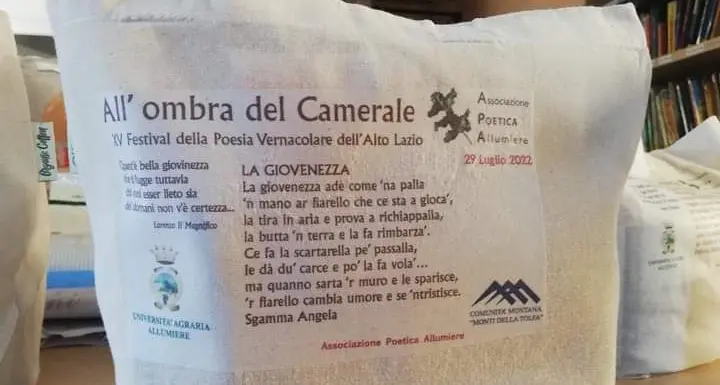 All' ombra del Camerale
XV Festival della Poesia Vernacolare dell'Alto Lazio
Associazione
POETICA
Allumiere
29 Luglio 2022
Quant'è bella giovinezza
che si fugge tuttavia
chi vuol esser lieto sia
del domani non v'è certezza...
Lorenzo Il Magnifico
UNIVERSITA' AGRARIA
ALLUMIERE
LA GIOVENEZZA
La giovenezza adè come 'na palla
'n mano ar fiarello che ce sta a gioca',
la tira in aria e prova a richiappalla,
la butta 'n terra e la fa rimbarza'.
Ce fa la scartarella pe' passalla,
le dà du' carce e po' la fa vola'...
ma quanno sarta 'r muro e le sparisce,
'r fiarello cambia umore e se 'ntristisce.
Sgamma Angela
COMUNITA' MONTANA
"MONTI DELLA TOLFA"
Associazione Poetica Allumiere
Organic Cotton